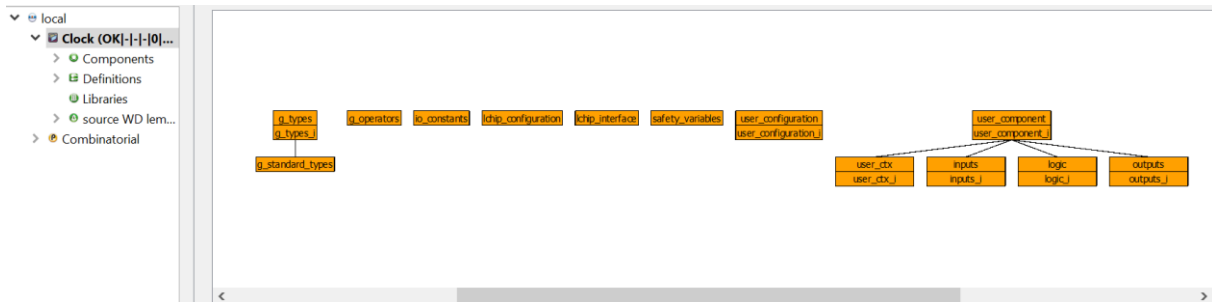 local
Clock (OK|-|-|0|...
Components
Definitions
Libraries
source WD lem...
Combinatorial
g_types
g_types_i
g_standard_types
g_operators
io_constants
lchip_configuration
lchip_interface
safety_variables
user_configuration
user_configuration_i
user_component
user_component_i
user_ctx
user_ctx_i
inputs
inputs_i
logic
logic_i
outputs
outputs_i